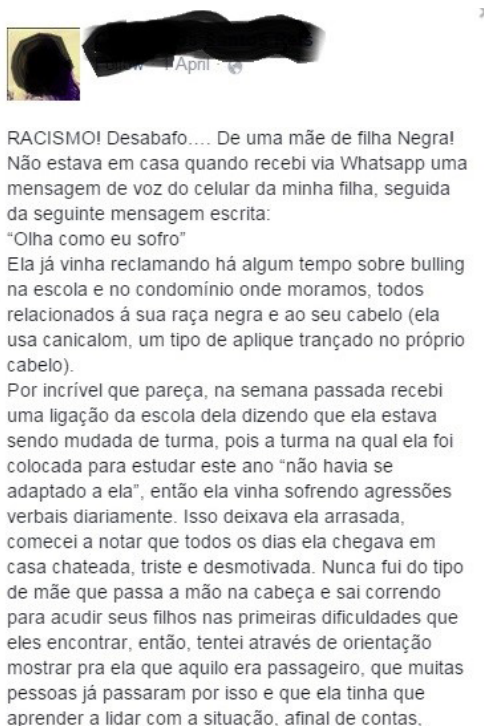 April
RACISMO! Desabafo.... De uma mãe de filha Negra!
Não estava em casa quando recebi via Whatsapp uma
mensagem de voz do celular da minha filha, seguida
da seguinte mensagem escrita:
“Olha como eu sofro”
Ela já vinha reclamando há algum tempo sobre bulling
na escola e no condomínio onde moramos, todos
relacionados á sua raça negra e ao seu cabelo (ela
usa canicalom, um tipo de aplique trançado no próprio
cabelo).
Por incrível que pareça, na semana passada recebi
uma ligação da escola dela dizendo que ela estava
sendo mudada de turma, pois a turma na qual ela foi
colocada para estudar este ano “não havia se
adaptado a ela”, então ela vinha sofrendo agressões
verbais diariamente. Isso deixava ela arrasada,
comecei a notar que todos os dias ela chegava em
casa chateada, triste e desmotivada. Nunca fui do tipo
de mãe que passa a mão na cabeça e sai correndo
para acudir seus filhos nas primeiras dificuldades que
eles encontrar, então, tentei através de orientação
mostrar pra ela que aquilo era passageiro, que muitas
pessoas já passaram por isso e que ela tinha que
aprender a lidar com a situação, afinal de contas,